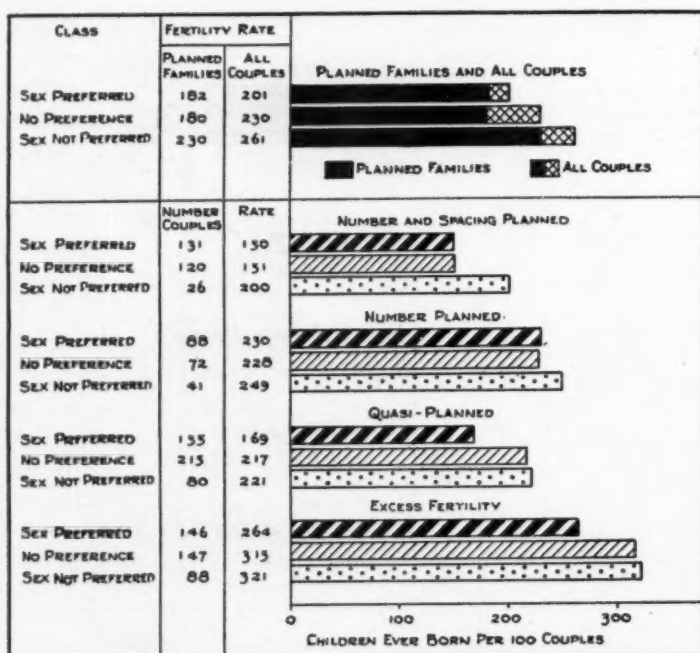 CLASS FERTILITY RATE
PLANNED FAMILIES ALL COUPLES
PLANNED FAMILIES AND ALL COUPLES
SEX PREFERRED 182 201
NO PREFERENCE 180 230
SEX NOT PREFERRED 230 261
PLANNED FAMILIES ALL COUPLES
NUMBER COUPLES RATE
NUMBER AND SPACING PLANNED
SEX PREFERRED 131 150
NO PREFERENCE 120 151
SEX NOT PREFERRED 26 200
NUMBER PLANNED.
SEX PREFERRED 88 230
NO PREFERENCE 72 228
SEX NOT PREFERRED 41 249
QUASI-PLANNED
SEX PREFERRED 135 169
NO PREFERENCE 215 217
SEX NOT PREFERRED 80 221
EXCESS FERTILITY
SEX PREFERRED 146 264
NO PREFERENCE 147 315
SEX NOT PREFERRED 88 321
0 100 200 300
CHILDREN EVER BORN PER 100 COUPLES